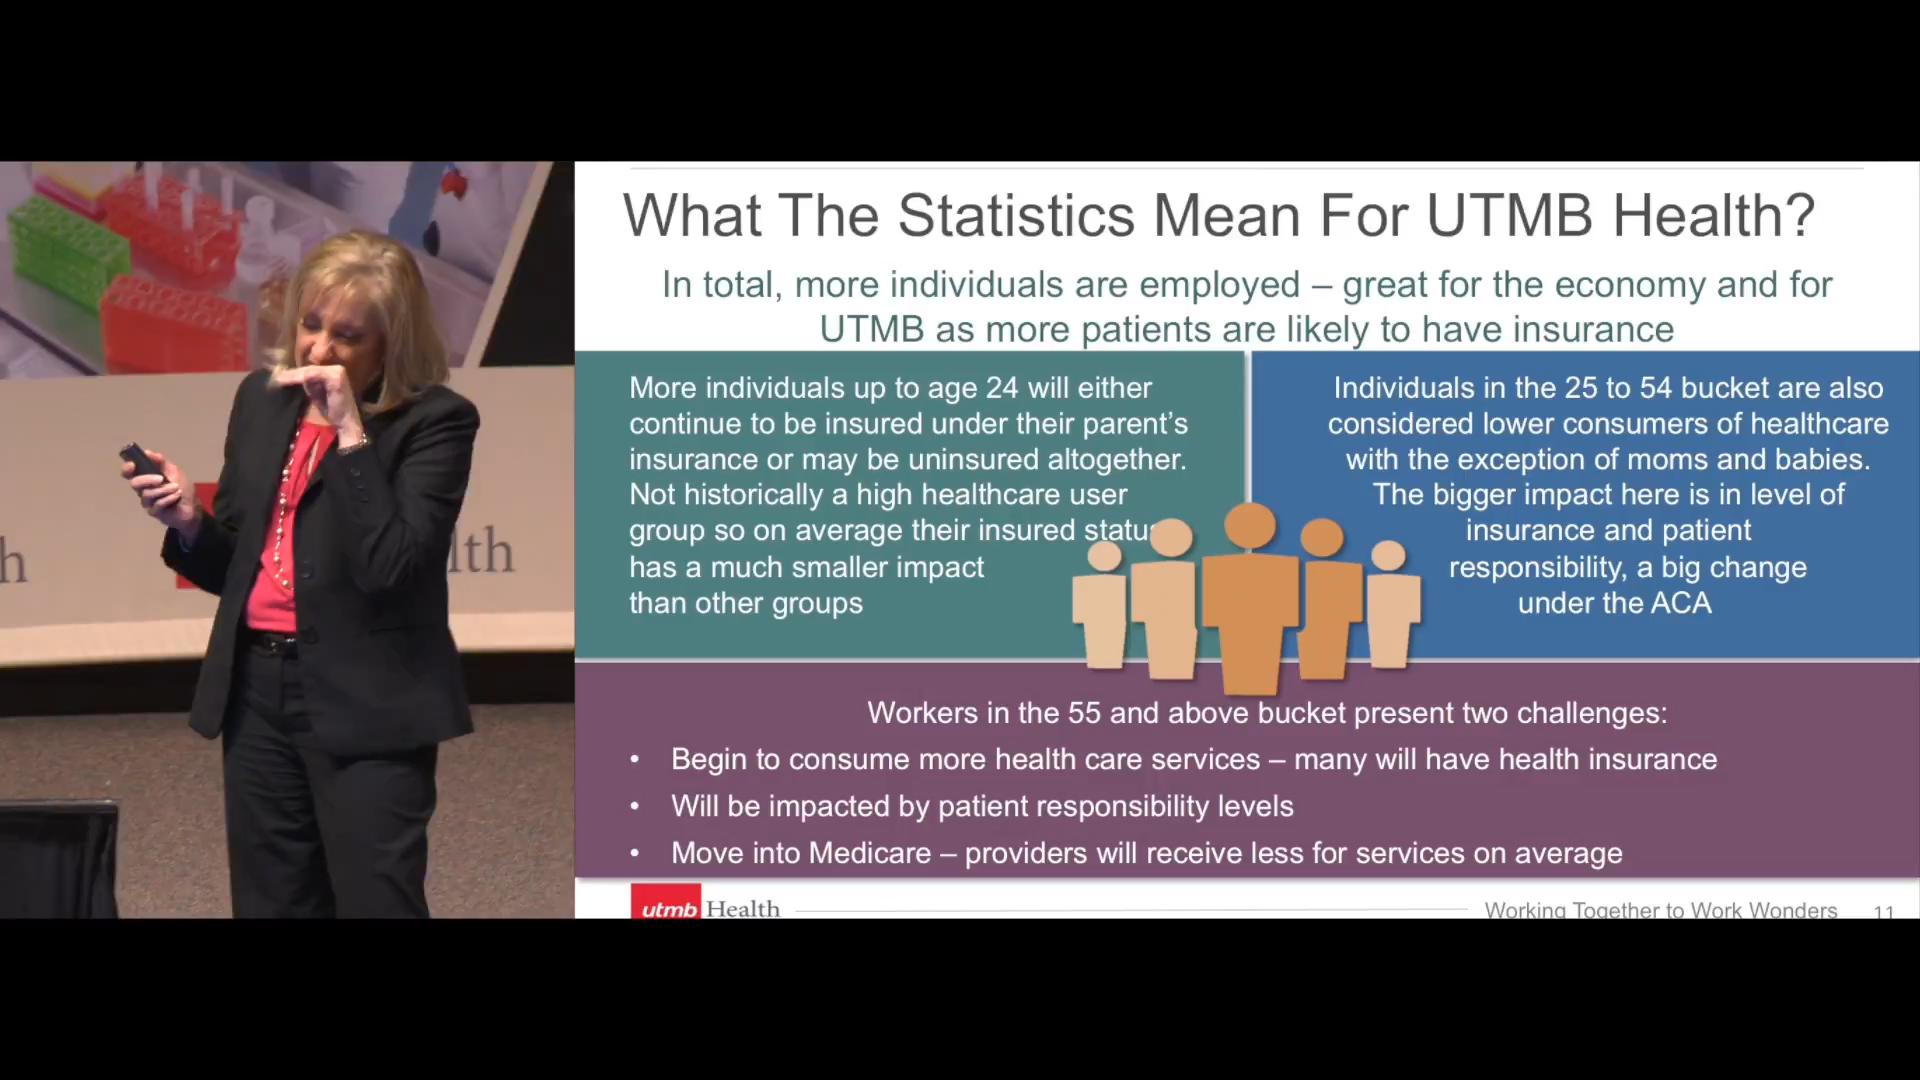 What The Statistics Mean For UTMB Health?
In total, more individuals are employed – great for the economy and for
UTMB as more patients are likely to have insurance
More individuals up to age 24 will either
continue to be insured under their parent's
insurance or may be uninsured altogether.
Not historically a high healthcare user
group so on average their insured statu
has a much smaller impact
than other groups
Individuals in the 25 to 54 bucket are also
considered lower consumers of healthcare
with the exception of moms and babies.
The bigger impact here is in level of
insurance and patient
responsibility, a big change
under the ACA
Workers in the 55 and above bucket present two challenges:
• Begin to consume more health care services – many will have health insurance
• Will be impacted by patient responsibility levels
• Move into Medicare – providers will receive less for services on average
utmb Health
Working Together to Work Wonders 11
h
lth